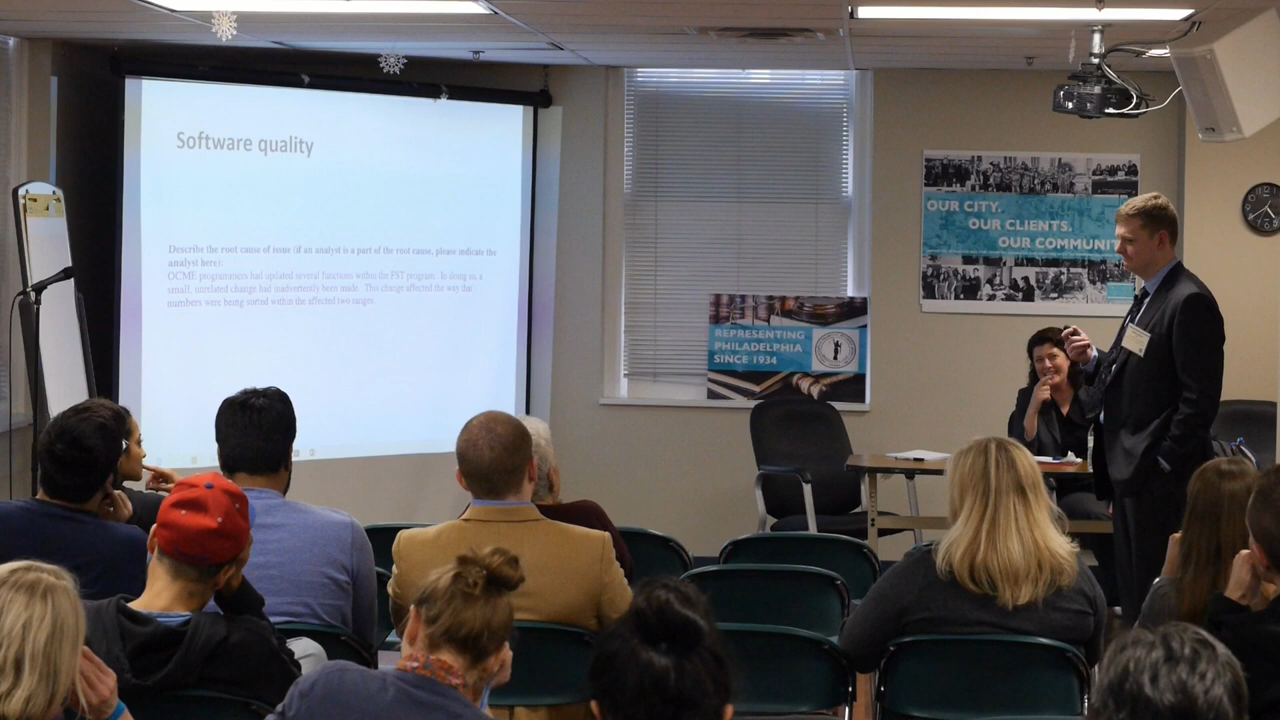 Software quality
Describe the root cause of issue (if an analyst is a part of the root cause, please indicate the
analyst here):
OCME programmers had updated several functions within the FST program. In doing so, a
small, unrelated change had inadvertently been made. This change affected the way that
numbers were being sorted within the affected two ranges.
OUR CITY.
OUR CLIENTS.
OUR COMMUNIT
REPRESENTING
PHILADELPHIA
SINCE 1934